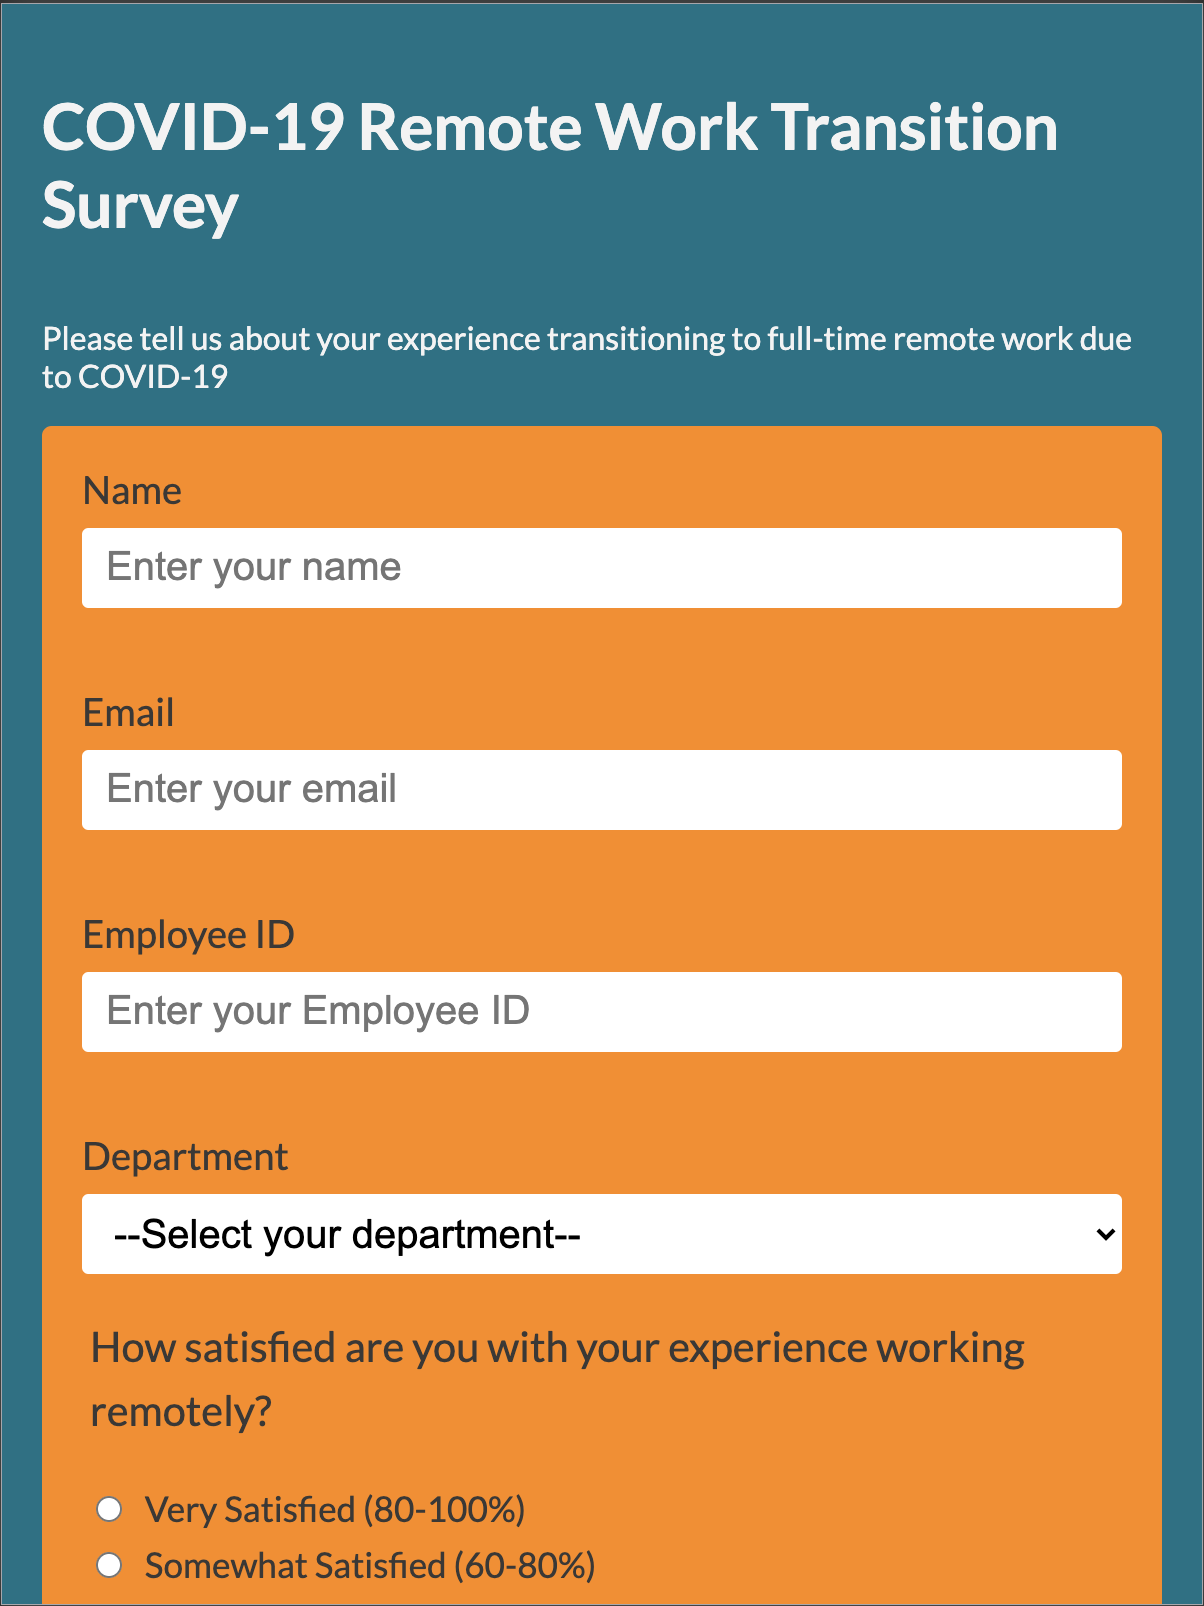 COVID-19 Remote Work Transition
Survey
Please tell us about your experience transitioning to full-time remote work due
to COVID-19
Name
Enter your name
Email
Enter your email
Employee ID
Enter your Employee ID
Department
--Select your department--
How satisfied are you with your experience working
remotely?
Very Satisfied (80-100%)
Somewhat Satisfied (60-80%)